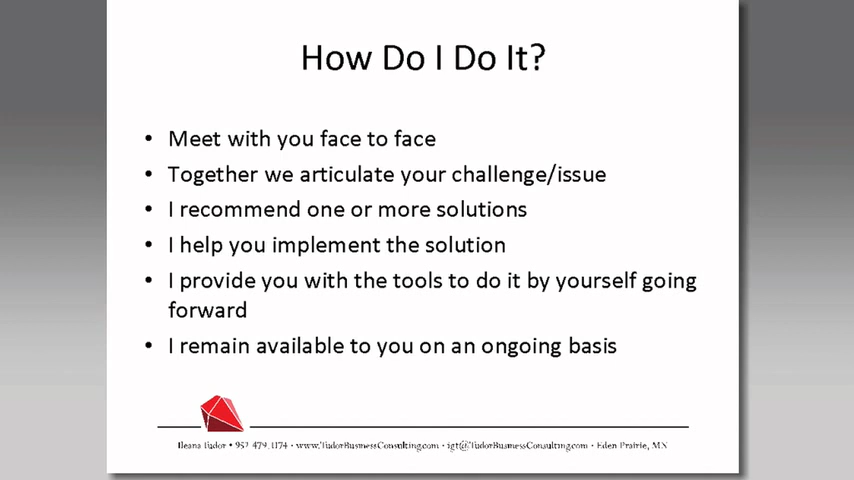 How Do I Do It?
• Meet with you face to face
• Together we articulate your challenge/issue
• I recommend one or more solutions
• I help you implement the solution
• I provide you with the tools to do it by yourself going
forward
• I remain available to you on an ongoing basis
Ileana Tudor • 952 479 1174 • www.TudorBusinessConsulting.com • igt@TudorBusinessConsulting.com • Eden Prairie, MN